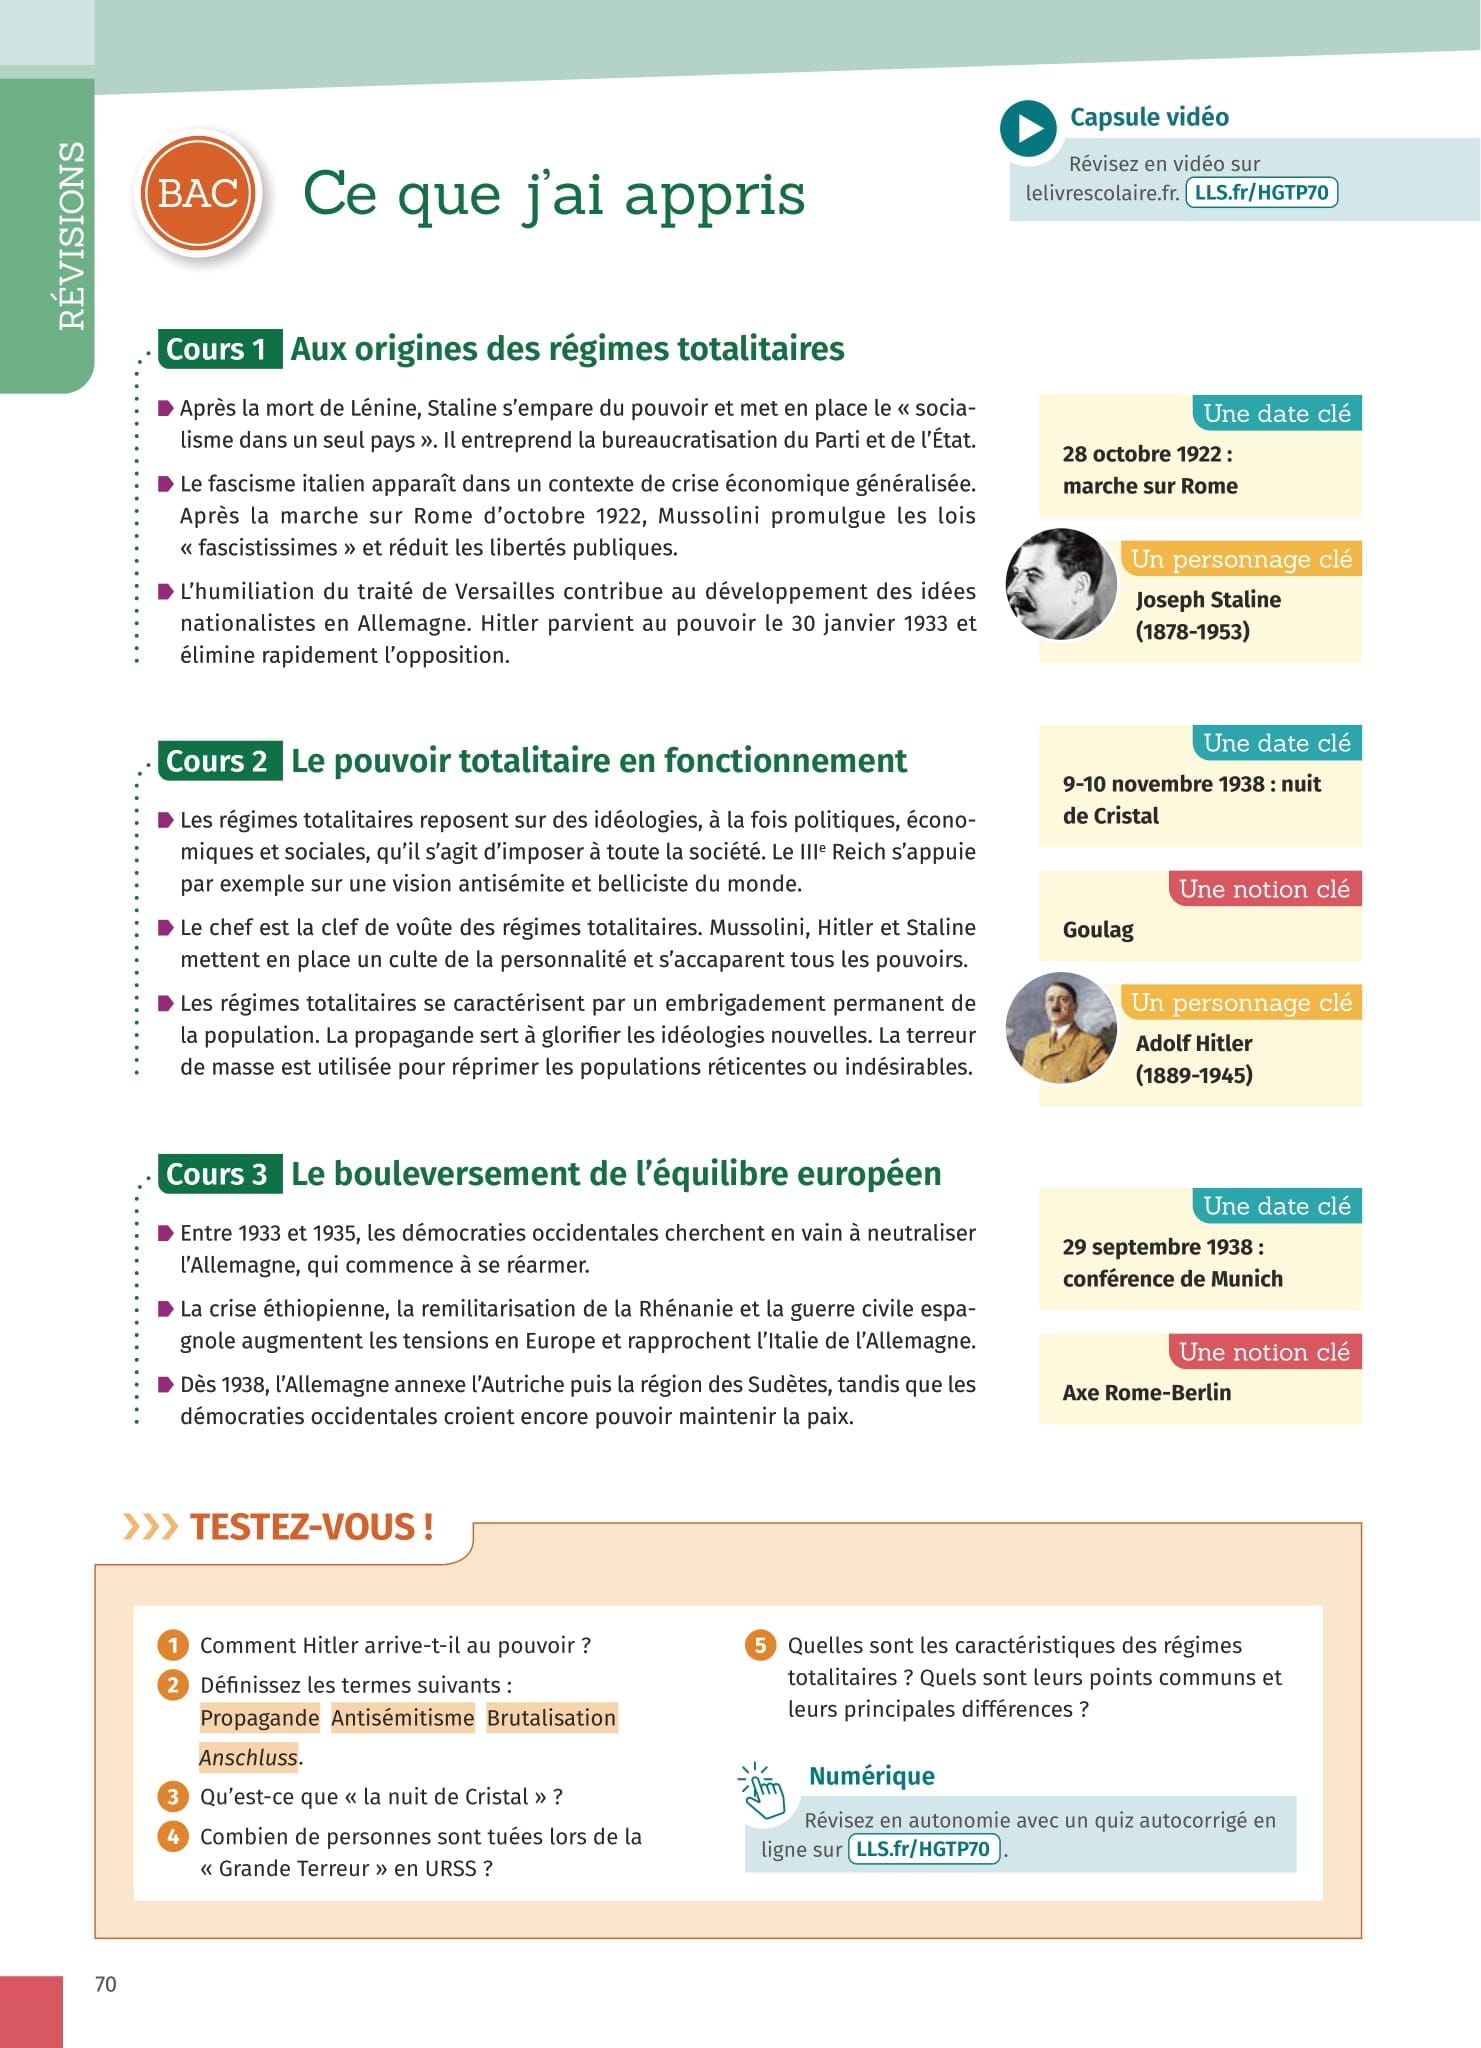 RÉVISIONS
BAC
Ce que j'ai appris
Capsule vidéo
Révisez en vidéo sur
lelivrescolaire.fr. LLS.fr/HGTP70
Cours 1 Aux origines des régimes totalitaires
Après la mort de Lénine, Staline s'empare du pouvoir et met en place le « socia-
lisme dans un seul pays ». Il entreprend la bureaucratisation du Parti et de l'État.
Le fascisme italien apparaît dans un contexte de crise économique généralisée.
Après la marche sur Rome d'octobre 1922, Mussolini promulgue les lois
« fascistissimes » et réduit les libertés publiques.
L'humiliation du traité de Versailles contribue au développement des idées
nationalistes en Allemagne. Hitler parvient au pouvoir le 30 janvier 1933 et
élimine rapidement l'opposition.
Une date clé
28 octobre 1922 :
marche sur Rome
Un personnage clé
Joseph Staline
(1878-1953)
Cours 2 Le pouvoir totalitaire en fonctionnement
Les régimes totalitaires reposent sur des idéologies, à la fois politiques, écono-
miques et sociales, qu'il s'agit d'imposer à toute la société. Le IIIe Reich s'appuie
par exemple sur une vision antisémite et belliciste du monde.
Le chef est la clef de voûte des régimes totalitaires. Mussolini, Hitler et Staline
mettent en place un culte de la personnalité et s'accaparent tous les pouvoirs.
Les régimes totalitaires se caractérisent par un embrigadement permanent de
la population. La propagande sert à glorifier les idéologies nouvelles. La terreur
de masse est utilisée pour réprimer les populations réticentes ou indésirables.
Une date clé
9-10 novembre 1938 : nuit
de Cristal
Une notion clé
Goulag
Un personnage clé
Adolf Hitler
(1889-1945)
Cours 3 Le bouleversement de l'équilibre européen
Entre 1933 et 1935, les démocraties occidentales cherchent en vain à neutraliser
l'Allemagne, qui commence à se réarmer.
La crise éthiopienne, la remilitarisation de la Rhénanie et la guerre civile espa-
gnole augmentent les tensions en Europe et rapprochent l'Italie de l'Allemagne.
Dès 1938, l'Allemagne annexe l'Autriche puis la région des Sudètes, tandis que les
démocraties occidentales croient encore pouvoir maintenir la paix.
Une date clé
29 septembre 1938 :
conférence de Munich
Une notion clé
Axe Rome-Berlin
TESTEZ-VOUS !
1 Comment Hitler arrive-t-il au pouvoir ?
2 Définissez les termes suivants :
Propagande Antisémitisme Brutalisation
Anschluss.
3 Qu'est-ce que « la nuit de Cristal » ?
4 Combien de personnes sont tuées lors de la
« Grande Terreur » en URSS ?
5 Quelles sont les caractéristiques des régimes
totalitaires ? Quels sont leurs points communs et
leurs principales différences ?
Numérique
Révisez en autonomie avec un quiz autocorrigé en
ligne sur LLS.fr/HGTP70 .
70